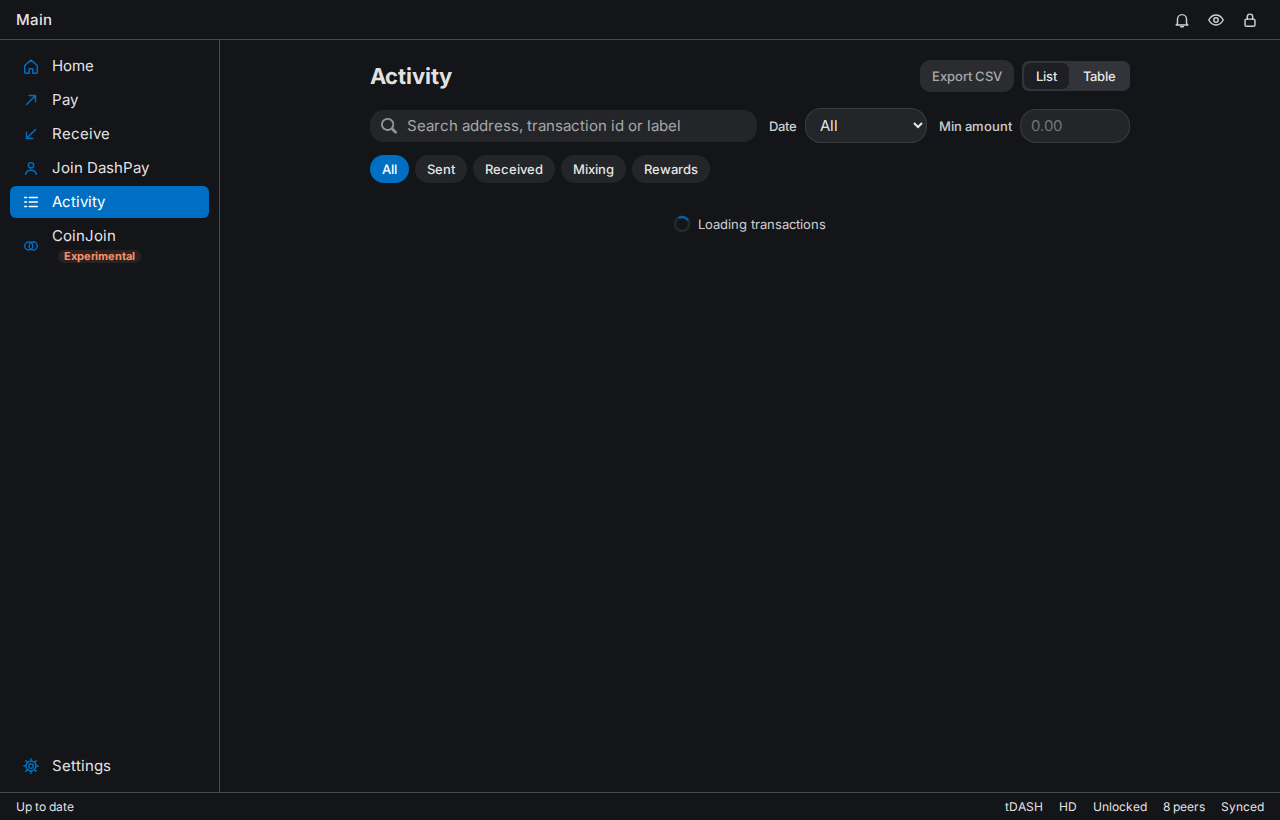 Main
Home
Pay
Receive
Join DashPay
Activity
CoinJoin
Experimental
Settings
Activity
Export CSV
List
Table
Search address, transaction id or label
Date
All
Min amount
0.00
All
Sent
Received
Mixing
Rewards
Loading transactions
Up to date
tDASH
HD
Unlocked
8 peers
Synced